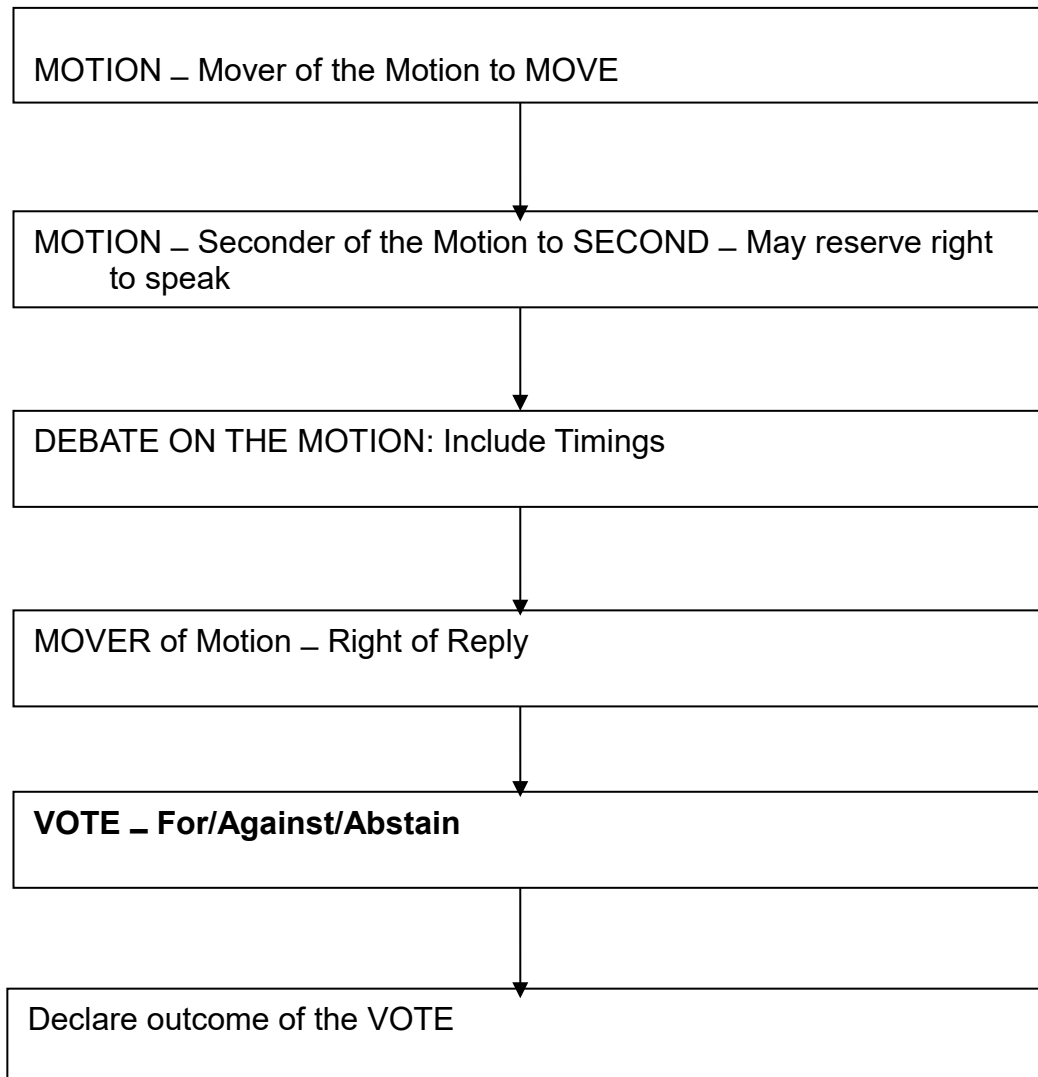 MOTION – Mover of the Motion to MOVE
MOTION – Seconder of the Motion to SECOND – May reserve right
to speak
DEBATE ON THE MOTION: Include Timings
MOVER of Motion – Right of Reply
VOTE – For/Against/Abstain
Declare outcome of the VOTE